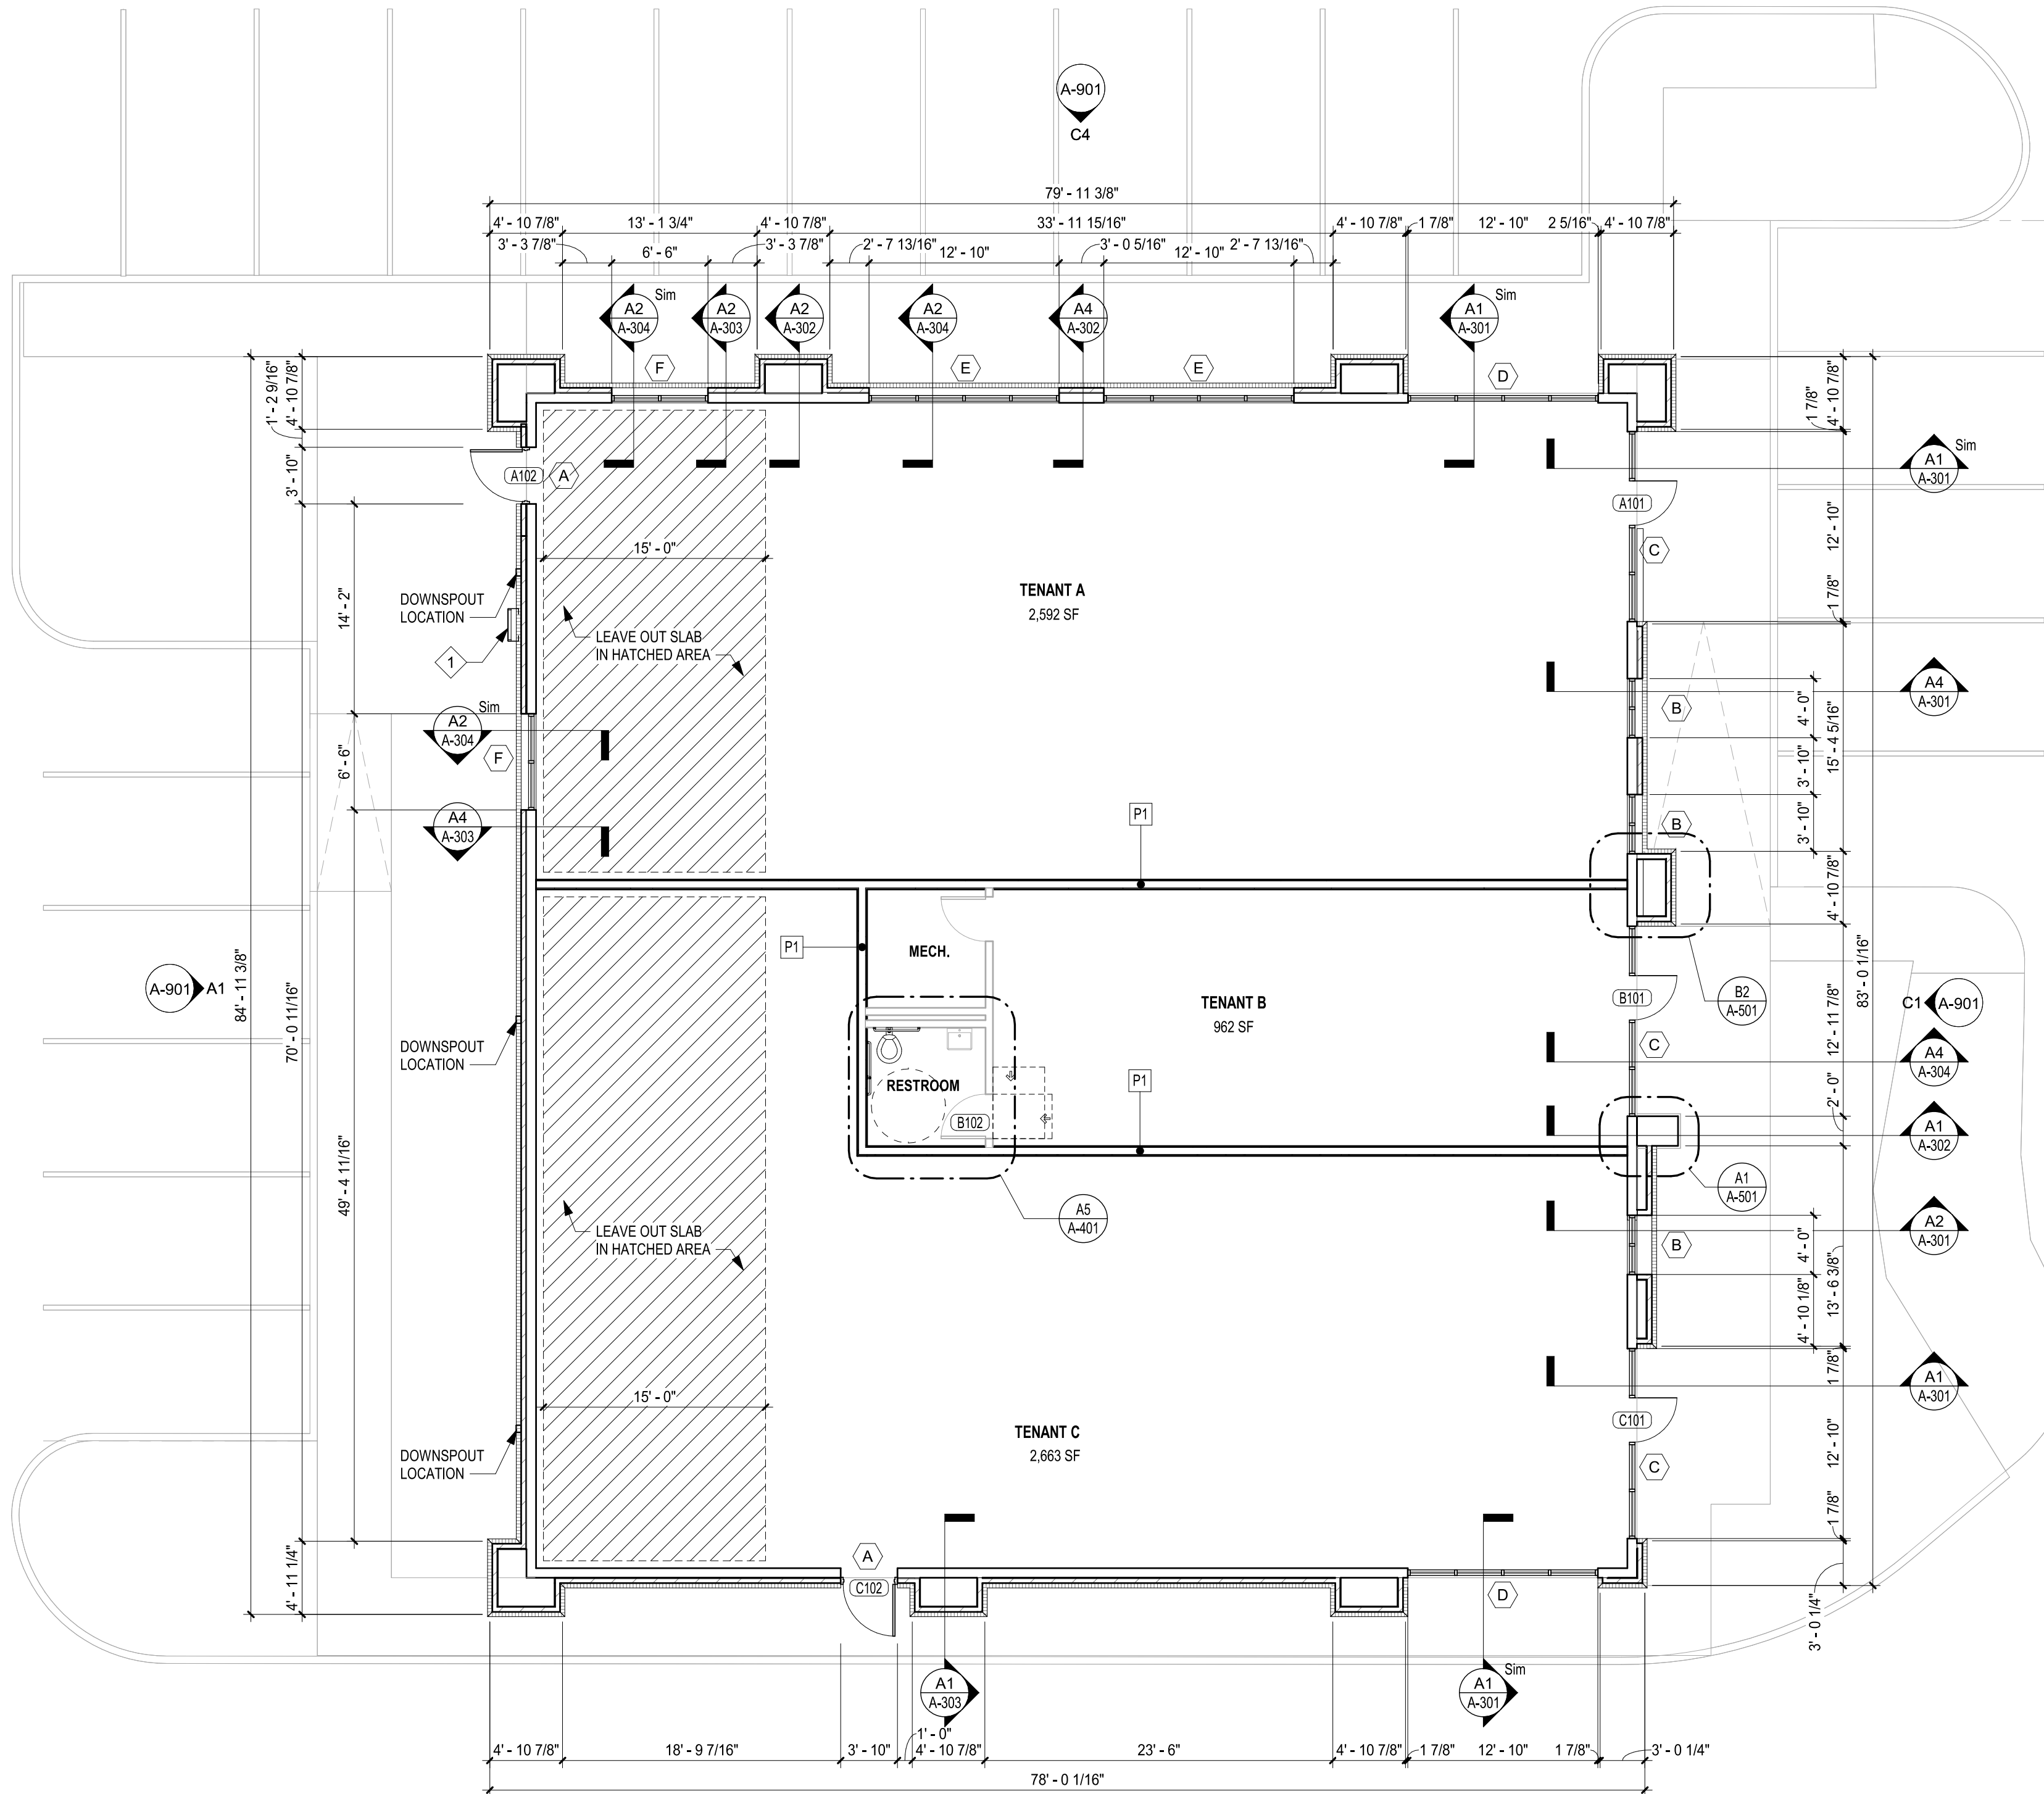 A-901
C4
79' - 11 3/8"
4' - 10 7/8"
13' - 1 3/4"
4' - 10 7/8"
33' - 11 15/16"
4' - 10 7/8"
1 7/8"
12' - 10"
2 5/16"
4' - 10 7/8"
3' - 3 7/8"
6' - 6"
3' - 3 7/8"
2' - 7 13/16"
12' - 10"
3' - 0 5/16"
12' - 10"
2' - 7 13/16"
A2
A-304
Sim
A2
A-303
A2
A-302
A2
A-304
A4
A-302
A1
A-301
Sim
F
E
E
D
1' - 2 9/16"
4' - 10 7/8"
3' - 10"
A102
A
1 7/8"
4' - 10 7/8"
A1
A-301
Sim
A101
12' - 10"
C
15' - 0"
DOWNSPOUT
LOCATION
14' - 2"
1
LEAVE OUT SLAB
IN HATCHED AREA
TENANT A
2,592 SF
1 7/8"
A4
A-301
B
4' - 0"
15' - 4 5/16"
3' - 10"
3' - 10"
B
A2
A-304
Sim
F
6' - 6"
A4
A-303
P1
4' - 10 7/8"
P1
MECH.
TENANT B
962 SF
B101
B2
A-501
C1
A-901
83' - 0 1/16"
A-901
A1
84' - 11 3/8"
70' - 0 11/16"
DOWNSPOUT
LOCATION
12' - 11 7/8"
C
A4
A-304
RESTROOM
B102
P1
2' - 0"
A1
A-302
49' - 4 11/16"
A5
A-401
A1
A-501
LEAVE OUT SLAB
IN HATCHED AREA
B
4' - 0"
13' - 6 3/8"
4' - 10 1/8"
A2
A-301
15' - 0"
1 7/8"
A1
A-301
TENANT C
2,663 SF
C101
12' - 10"
C
DOWNSPOUT
LOCATION
1 7/8"
4' - 11 1/4"
A
C102
D
3' - 0 1/4"
A1
A-303
A1
A-301
Sim
1' - 0"
4' - 10 7/8"
18' - 9 7/16"
3' - 10"
4' - 10 7/8"
23' - 6"
4' - 10 7/8"
1 7/8"
12' - 10"
1 7/8"
3' - 0 1/4"
78' - 0 1/16"